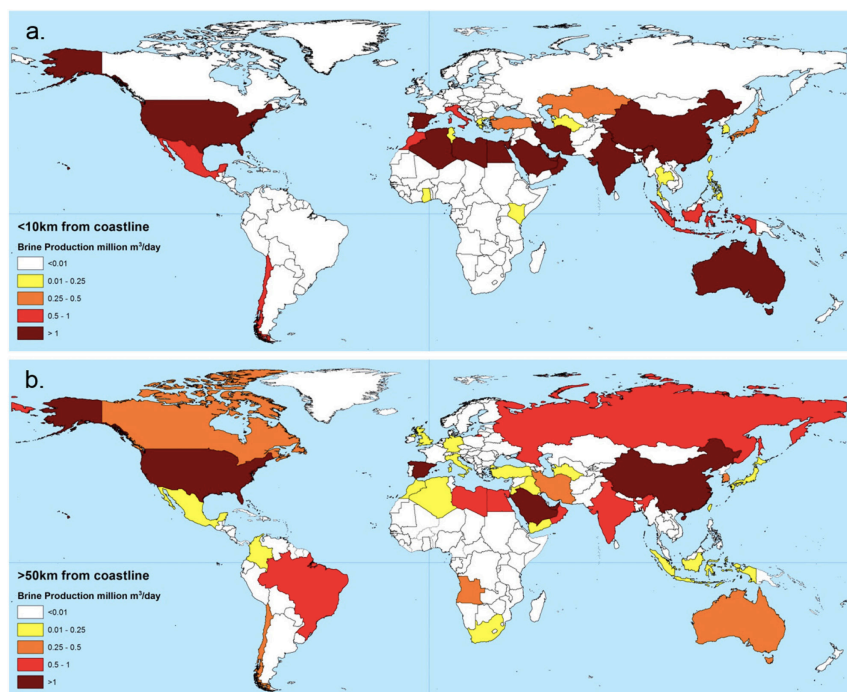 a.
<10km from coastline
Brine Production million m³/day
<0.01
0.01 - 0.25
0.25 - 0.5
0.5 - 1
> 1
b.
>50km from coastline
Brine Production million m³/day
<0.01
0.01 - 0.25
0.25 - 0.5
0.5 - 1
>1